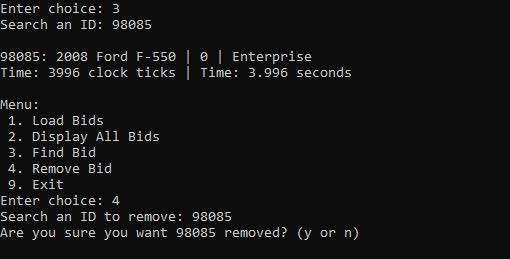 Enter choice: 3
Search an ID: 98085
98085: 2008 Ford F-550 | 0 | Enterprise
Time: 3996 clock ticks | Time: 3.996 seconds
Menu:
1. Load Bids
2. Display All Bids
3. Find Bid
4. Remove Bid
9. Exit
Enter choice: 4
Search an ID to remove: 98085
Are you sure you want 98085 removed? (y or n)